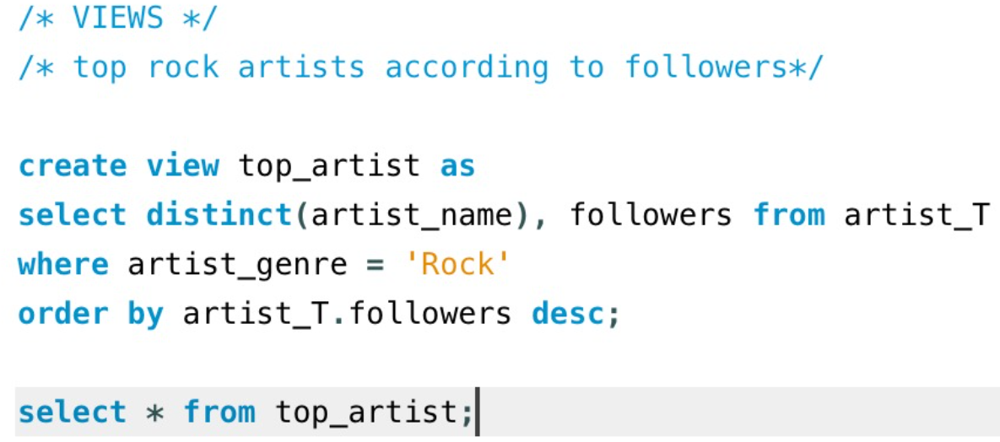 /* VIEWS */
/* top rock artists according to followers*/
create view top_artist as
select distinct(artist_name), followers from artist_T
where artist_genre = 'Rock'
order by artist_T.followers desc;
select * from top_artist;